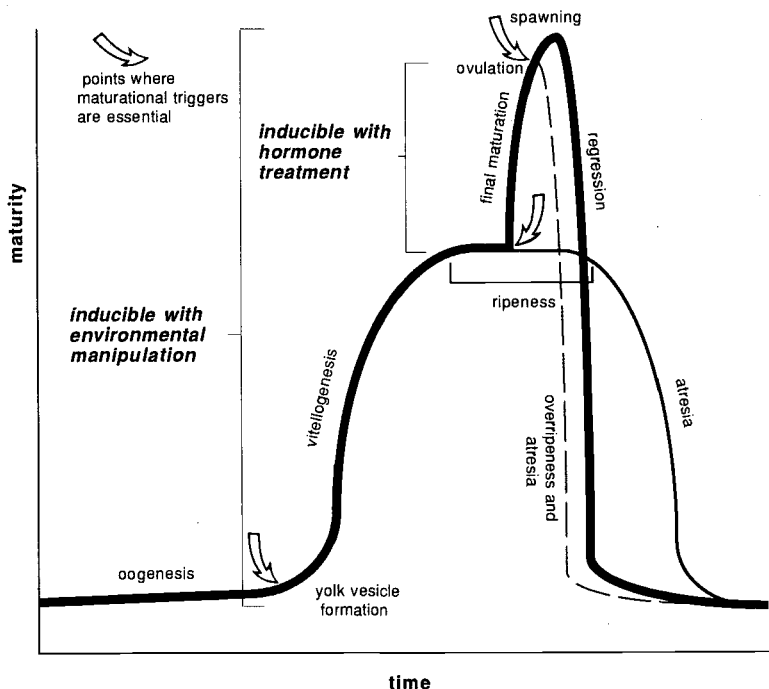 spawning
points where
maturational triggers
are essential
ovulation
inducible with
hormone
treatment
final maturation
regression
maturity
ripeness
inducible with
environmental
manipulation
vitellogenesis
overripeness and
atresia
atresia
oogenesis
yolk vesicle
formation
time